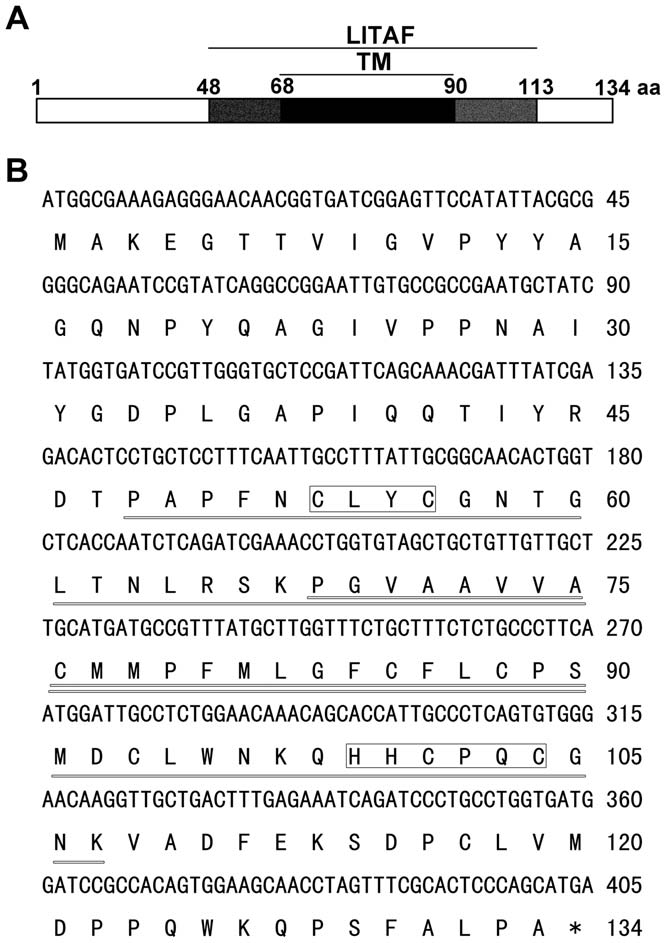 A
LITAF
TM
1 48 68 90 113 134 aa
B
ATGGCGAAAGAGGGAACAACGGTGATCGGAGTTCCATATTACGCG 45
M A K E G T T V I G V P Y Y A 15
GGGCAGAATCCGTATCAGGCCGGAATTGTGCCGCCGAATGCTATC 90
G Q N P Y Q A G I V P P N A I 30
TATGGTGATCCGTTGGGTGCTCCGATTCAGCAAACGATTTATCGA 135
Y G D P L G A P I Q Q T I Y R 45
GACACTCCTGCTCCTTTCAATTGCCTTTATTGCGGCAACACTGGT 180
D T P A P F N C L Y C G N T G 60
CTCACCAATCTCAGATCGAAACCTGGTGTAGCTGCTGTTGTTGCT 225
L T N L R S K P G V A A V V A 75
TGCATGATGCCGTTTATGCTTGGTTTCTGCTTTCTCTGCCCTTCA 270
C M M P F M L G F C F L C P S 90
ATGGATTGCCTCTGGAACAAACAGCACCATTGCCCTCAGTGTGGG 315
M D C L W N K Q H H C P Q C G 105
AACAAGGTTGCTGACTTTGAGAAATCAGATCCCTGCCTGGTGATG 360
N K V A D F E K S D P C L V M 120
GATCCGCCACAGTGGAAGCAACCTAGTTTCGCACTCCCAGCATGA 405
D P P Q W K Q P S F A L P A * 134